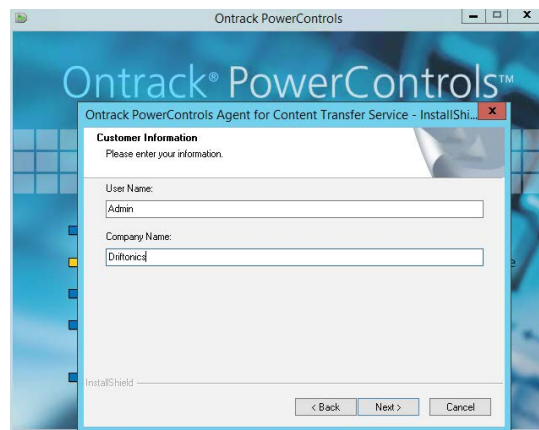 Ontrack PowerControls
Ontrack® PowerControls™
Ontrack PowerControls Agent for Content Transfer Service - InstallShi...
Customer Information
Please enter your information.
User Name:
Admin
Company Name:
Driftonics
InstallShield
< Back Next > Cancel